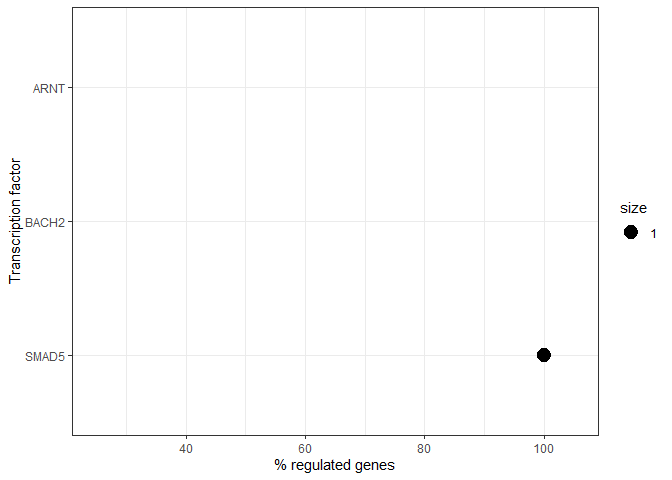 ARNT
BACH2
SMAD5
Transcription factor
40 60 80 100
% regulated genes
size
1